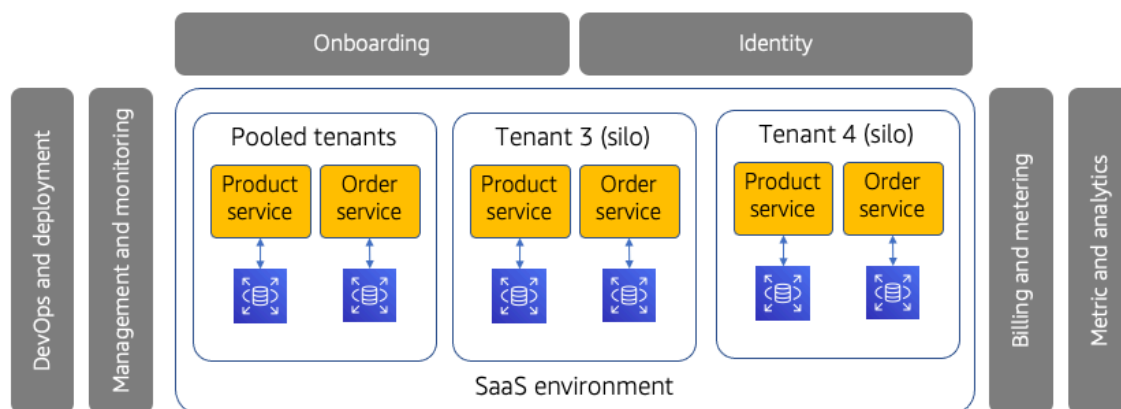 Onboarding
Identity
DevOps and deployment
Management and monitoring
Pooled tenants
Product
service
Order
service
Tenant 3 (silo)
Product
service
Order
service
Tenant 4 (silo)
Product
service
Order
service
SaaS environment
Billing and metering
Metric and analytics